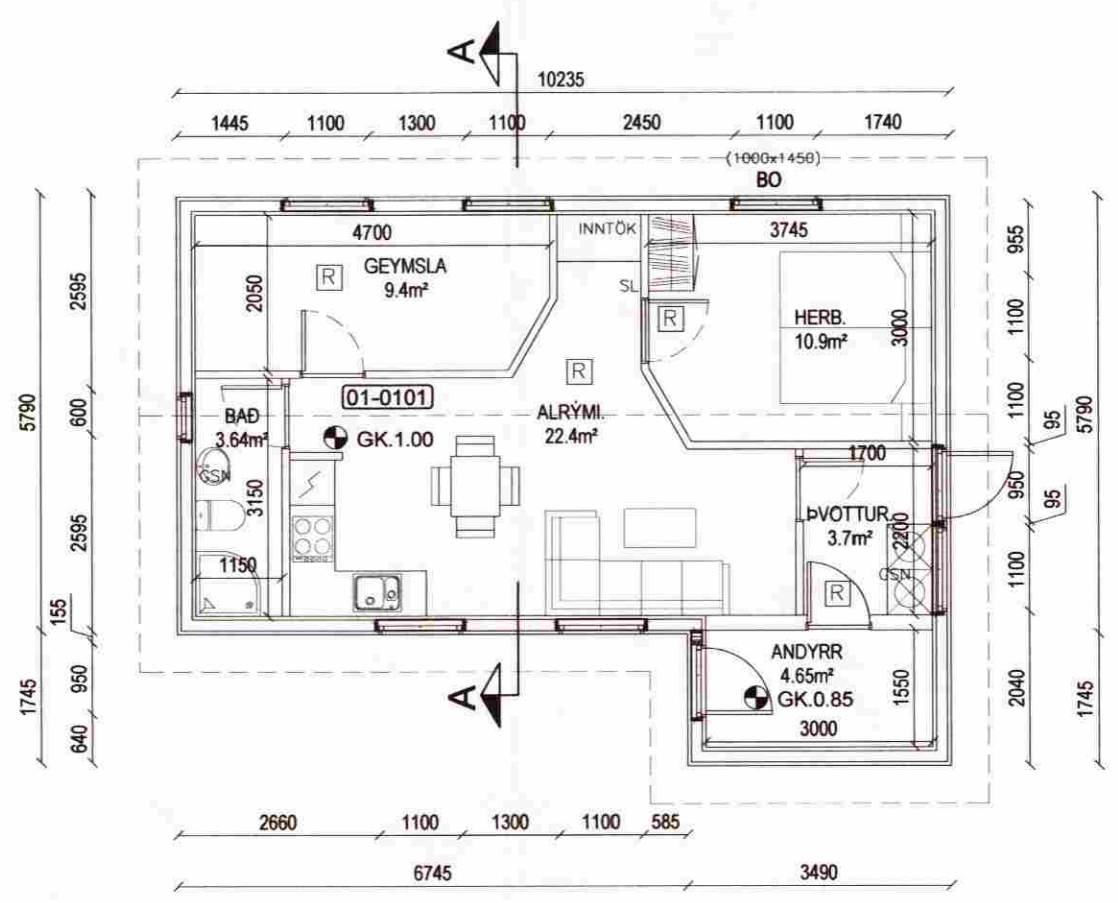 A
10235
1445 1100 1300 1100 2450 1100 1740
(1000x1450)
BO
4700
INNTÖK
3745
GEYMSLA
9.4m²
R
2050
SL
R
HERB.
10.9m²
3000
R
01-0101
ALRÝMI.
22.4m²
BAÐ
3.64m²
GK.1.00
GSN
3150
1150
1700
ÞVOTTUR.
3.7m²
2200
GSN
R
ANDYRR
4.65m²
GK.0.85
1550
3000
A
5790
1745
2595
600
2595
155
950
640
955
1100
1100
95
950
95
1100
2040
5790
1745
2660 1100 1300 1100 585
6745 3490